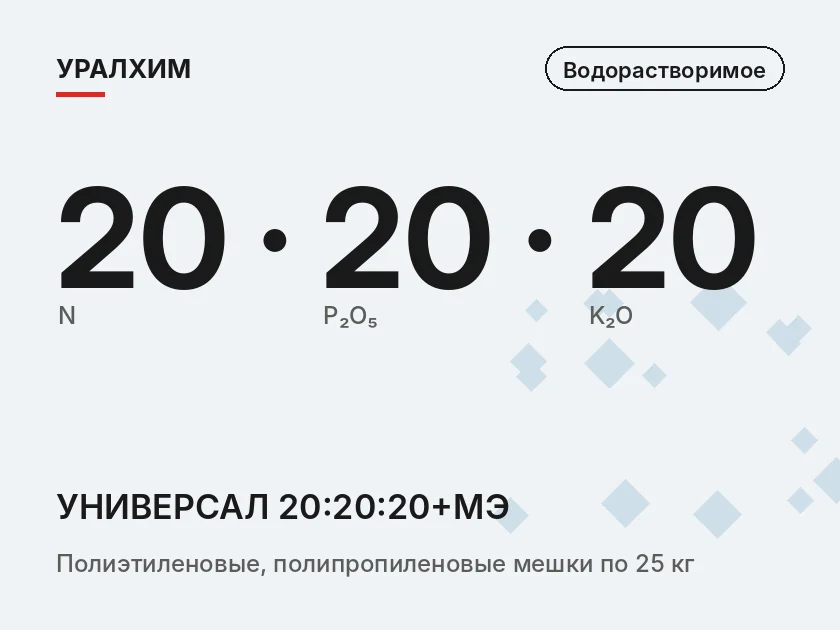 УРАЛХИМ
Водорастворимое
20 • 20 • 20
N P₂O₅ K₂O
УНИВЕРСАЛ 20:20:20+МЭ
Полиэтиленовые, полипропиленовые мешки по 25 кг